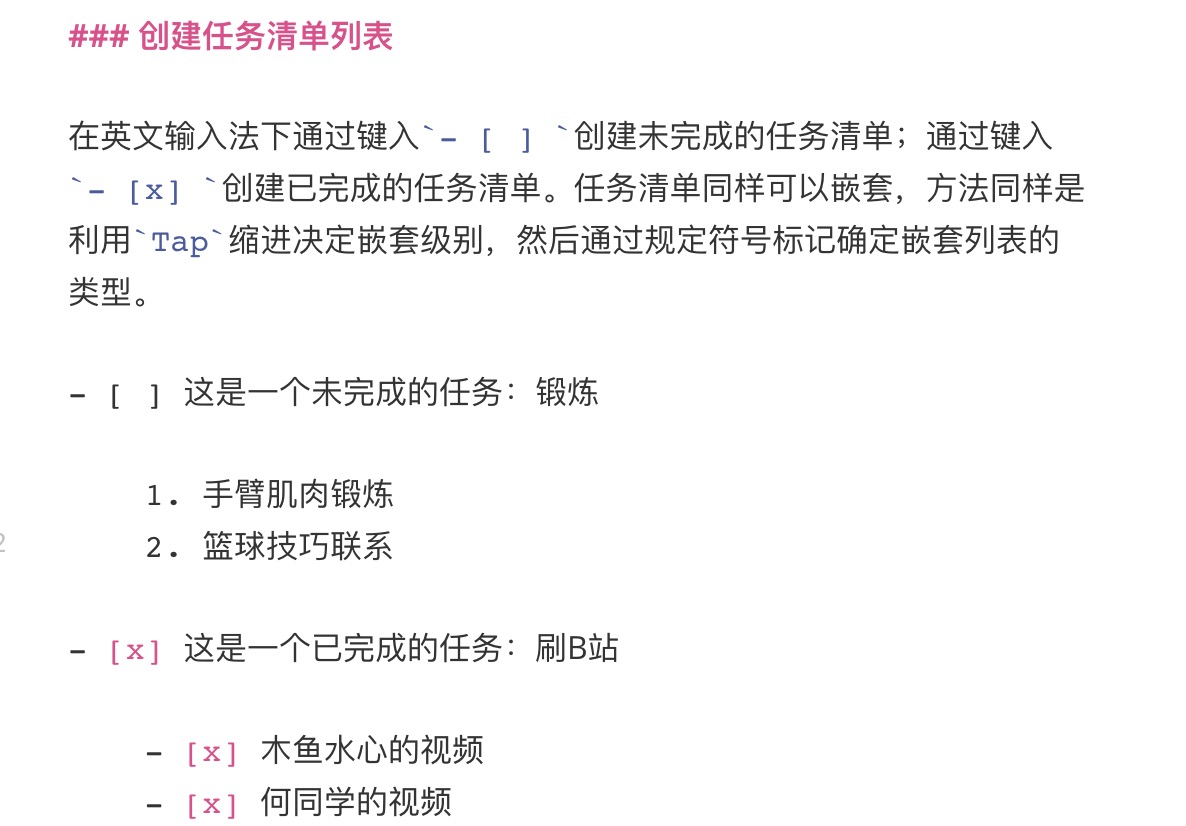 ### 创建任务清单列表
在英文输入法下通过键入`- [ ] `创建未完成的任务清单；通过键入
`- [x] `创建已完成的任务清单。任务清单同样可以嵌套，方法同样是
利用`Tap`缩进决定嵌套级别，然后通过规定符号标记确定嵌套列表的
类型。
- [ ] 这是一个未完成的任务：锻炼
1. 手臂肌肉锻炼
2. 篮球技巧联系
- [x] 这是一个已完成的任务：刷B站
- [x] 木鱼水心的视频
- [x] 何同学的视频